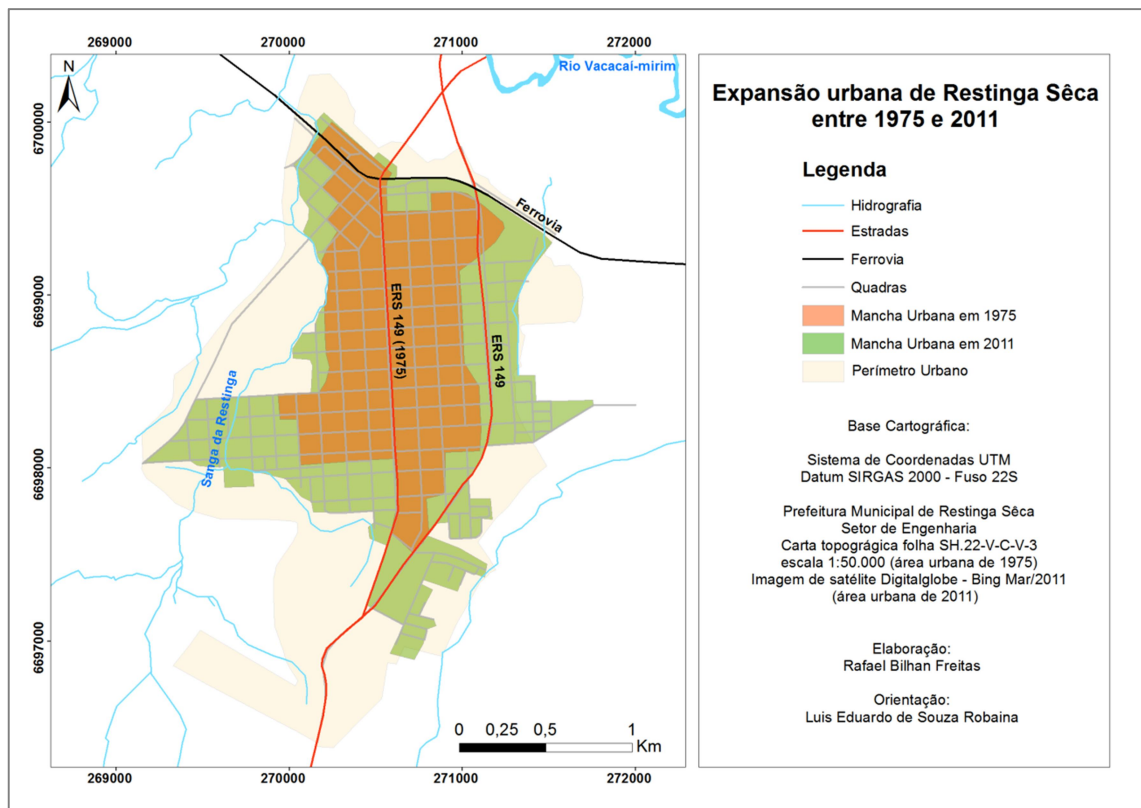 269000
270000
271000
272000
N
Rio Vacacaí-mirim
6700000
6699000
6698000
6697000
Ferrovia
ERS 149 (1975)
ERS 149
Sanga da Restinga
0 0,25 0,5 1
Km
269000
270000
271000
272000
Expansão urbana de Restinga Sêca
entre 1975 e 2011
Legenda
Hidrografia
Estradas
Ferrovia
Quadras
Mancha Urbana em 1975
Mancha Urbana em 2011
Perímetro Urbano
Base Cartográfica:
Sistema de Coordenadas UTM
Datum SIRGAS 2000 - Fuso 22S
Prefeitura Municipal de Restinga Sêca
Setor de Engenharia
Carta topográgica folha SH.22-V-C-V-3
escala 1:50.000 (área urbana de 1975)
Imagem de satélite Digitalglobe - Bing Mar/2011
(área urbana de 2011)
Elaboração:
Rafael Bilhan Freitas
Orientação:
Luis Eduardo de Souza Robaina